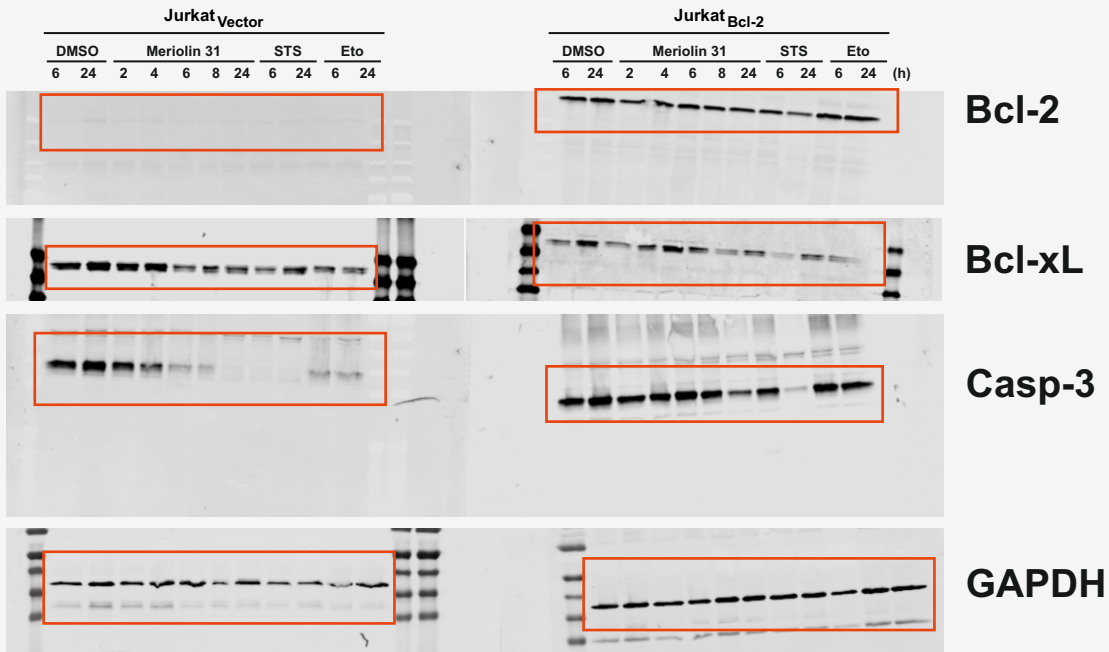 Jurkat Vector Jurkat Bcl-2
DMSO Meriolin 31 STS Eto DMSO Meriolin 31 STS Eto
6 24 2 4 6 8 24 6 24 6 24 6 24 2 4 6 8 24 6 24 6 24 (h)
Bcl-2
Bcl-xL
Casp-3
GAPDH